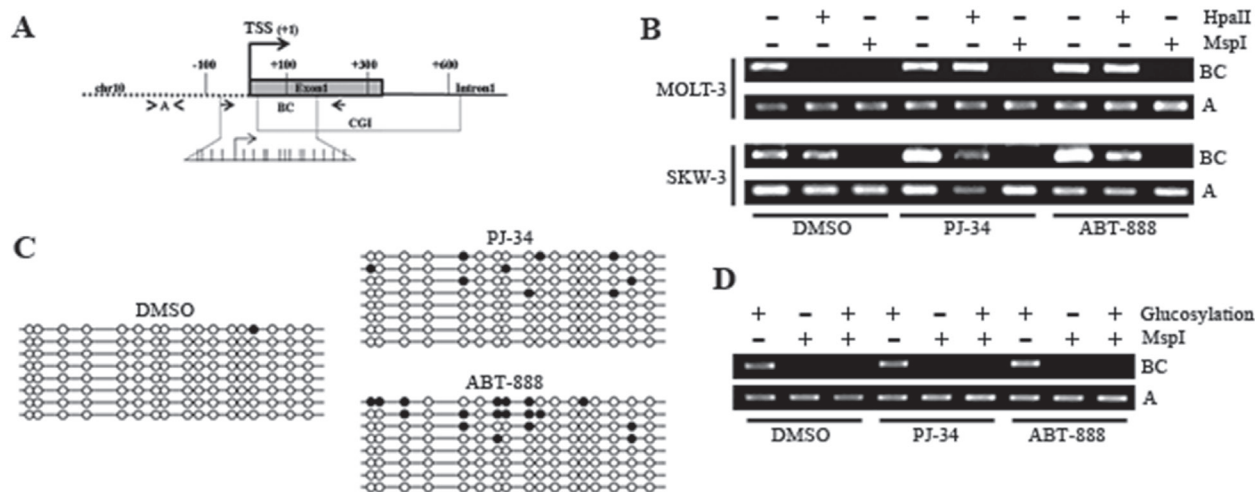 A
TSS (+1)
-100 +100 +600
chr10 Exon1 Intron1
A BC
CGI
B
- + - - + - - + - HpaII
- - + - - + - - + MspI
MOLT-3
BC
A
SKW-3
BC
A
DMSO PJ-34 ABT-888
C
DMSO
PJ-34
ABT-888
D
+ - + + - + + - + Glucosylation
- + + - + + - + + MspI
BC
A
DMSO PJ-34 ABT-888